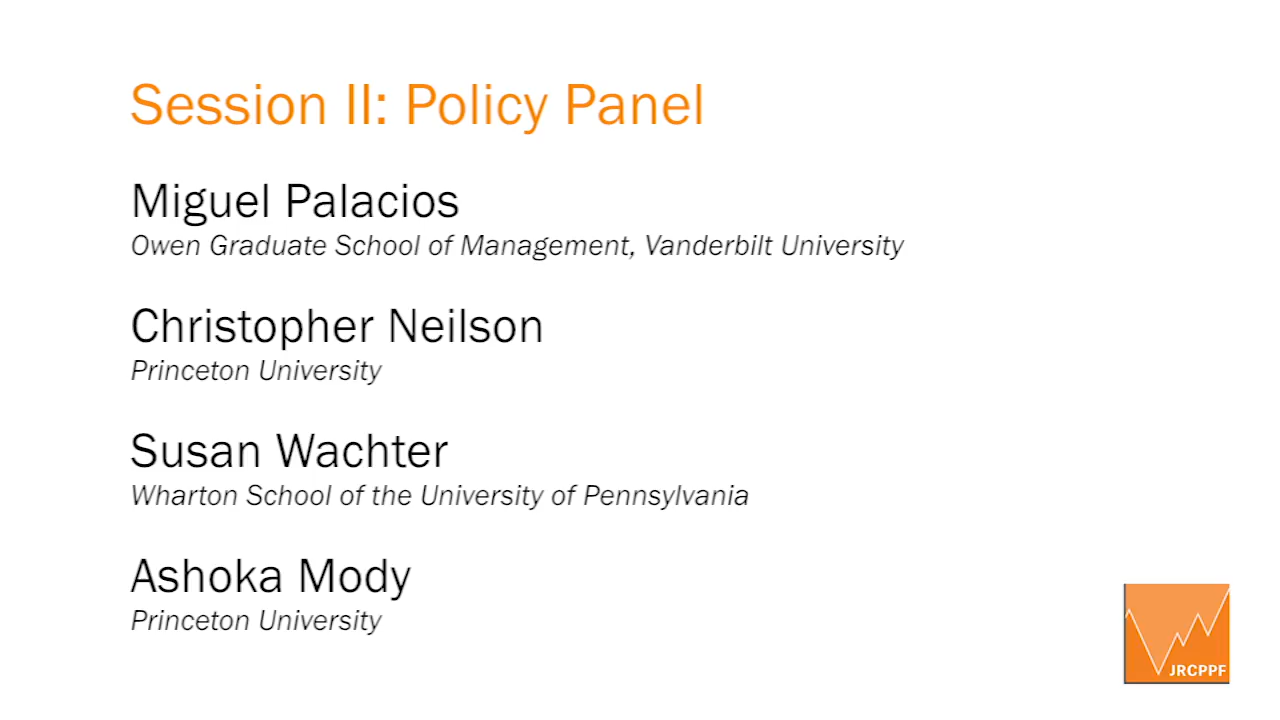 Session II: Policy Panel
Miguel Palacios
Owen Graduate School of Management, Vanderbilt University
Christopher Neilson
Princeton University
Susan Wachter
Wharton School of the University of Pennsylvania
Ashoka Mody
Princeton University
JRCPPF